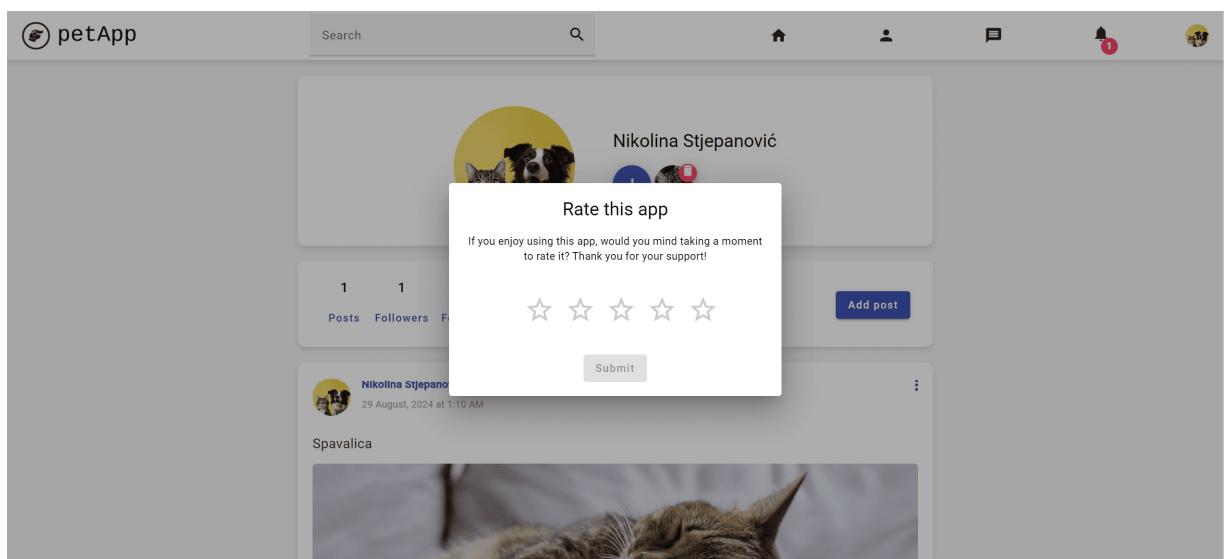 petApp
Search
1
Nikolina Stjepanović
Rate this app
If you enjoy using this app, would you mind taking a moment
to rate it? Thank you for your support!
1 1
Posts Followers
Add post
Submit
Nikolina Stjepano
29 August, 2024 at 1:10 AM
Spavalica